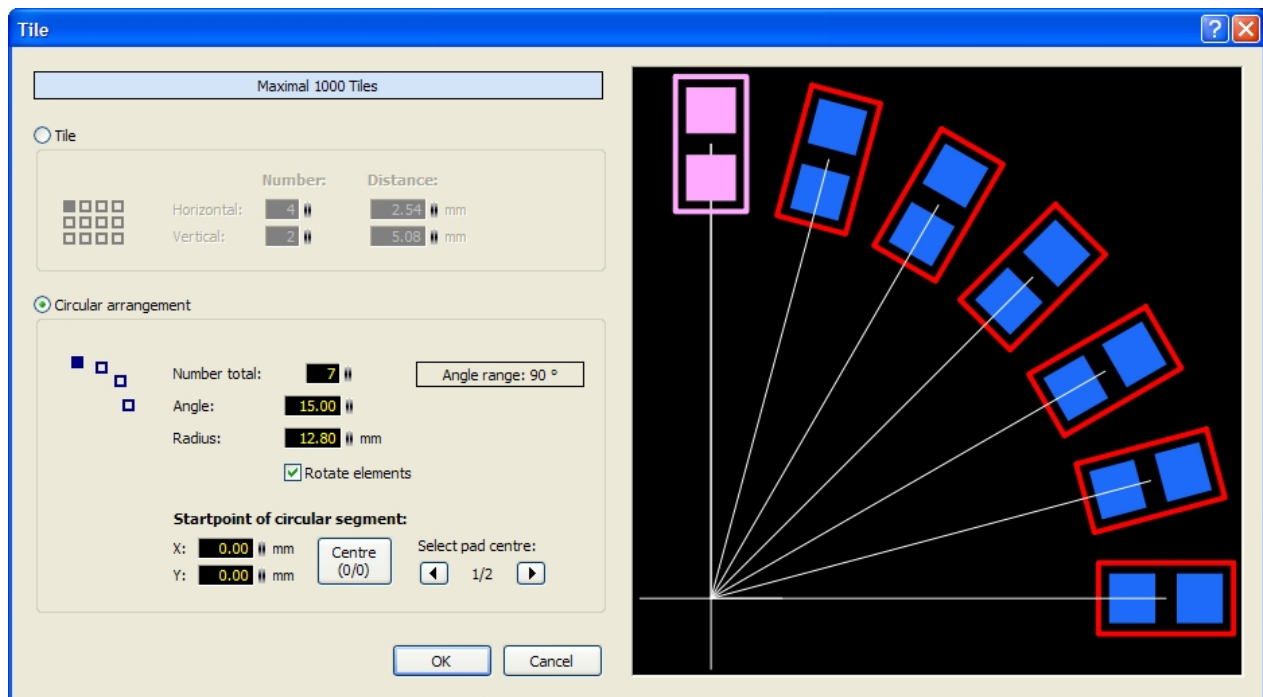 Tile
Maximal 1000 Tiles
Tile
Number: Distance:
Horizontal: 4 2.54 mm
Vertical: 2 5.08 mm
Circular arrangement
Number total: 7 Angle range: 90 °
Angle: 15.00
Radius: 12.80 mm
Rotate elements
Startpoint of circular segment:
X: 0.00 mm Centre (0/0) Select pad centre:
Y: 0.00 mm 1/2
OK Cancel